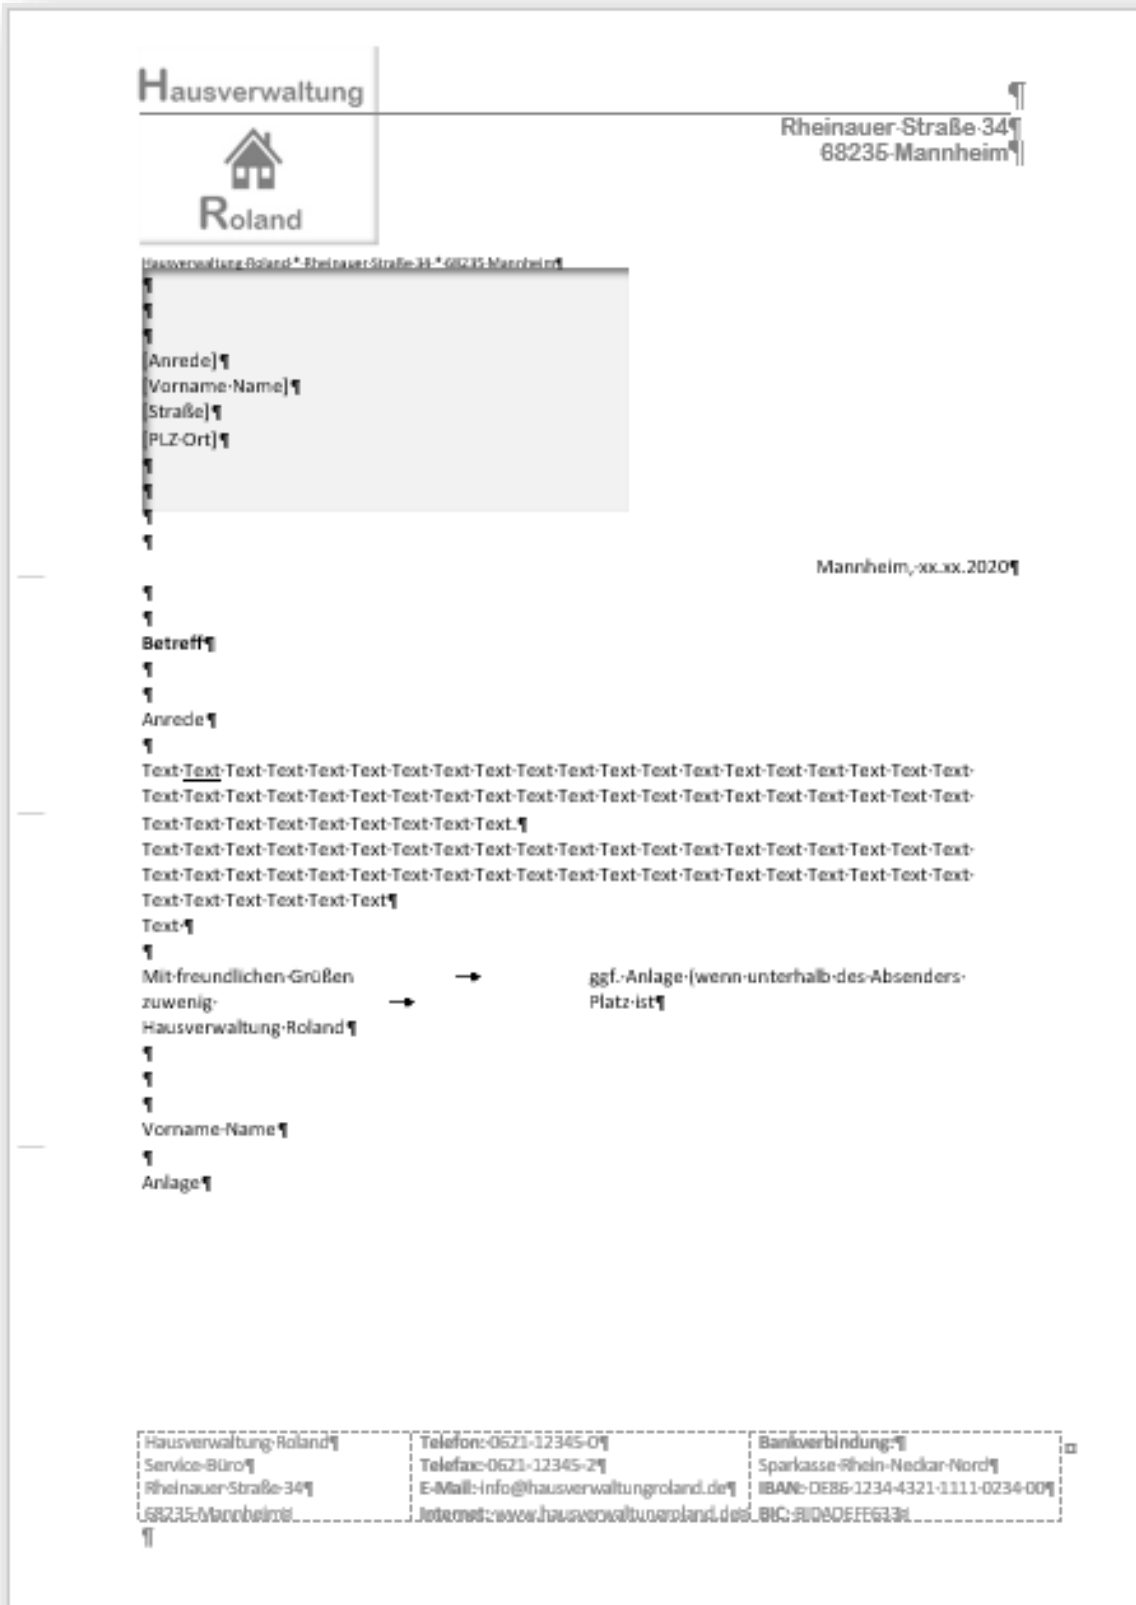 Hausverwaltung
Roland
Rheinauer Straße 34
68235 Mannheim
Hausverwaltung Roland * Rheinauer Straße 34 * 68235 Mannheim
[Anrede]
[Vorname Name]
[Straße]
[PLZ Ort]
Mannheim, xx.xx.2020
Betreff
Anrede
Text Text Text Text Text Text Text Text Text Text Text Text Text Text Text Text Text Text Text Text
Text Text Text Text Text Text Text Text Text Text Text Text Text Text Text Text Text Text Text Text
Text Text Text Text Text Text Text Text Text.
Text Text Text Text Text Text Text Text Text Text Text Text Text Text Text Text Text Text Text Text
Text Text Text Text Text Text Text Text Text Text Text Text Text Text Text Text Text Text Text Text
Text Text Text Text Text Text
Text
Mit freundlichen Grüßen → ggf. Anlage (wenn unterhalb des Absenders
zuwenig → Platz ist
Hausverwaltung Roland
Vorname Name
Anlage
Hausverwaltung Roland
Service Büro
Rheinauer Straße 34
68235 Mannheim
Telefon: 0621-12345-0
Telefax: 0621-12345-2
E-Mail: info@hausverwaltungroland.de
Internet: www.hausverwaltungroland.de
Bankverbindung:
Sparkasse Rhein Neckar Nord
IBAN: DE86 1234 4321 1111 0234 00
BIC: